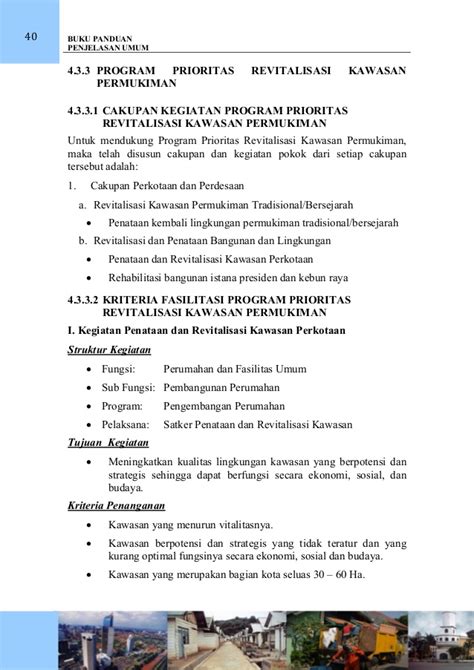 40
BUKU PANDUAN
PENJELASAN UMUM
4.3.3 PROGRAM PRIORITAS REVITALISASI KAWASAN
PERMUKIMAN
4.3.3.1 CAKUPAN KEGIATAN PROGRAM PRIORITAS
REVITALISASI KAWASAN PERMUKIMAN
Untuk mendukung Program Prioritas Revitalisasi Kawasan Permukiman,
maka telah disusun cakupan dan kegiatan pokok dari setiap cakupan
tersebut adalah:
1. Cakupan Perkotaan dan Perdesaan
a. Revitalisasi Kawasan Permukiman Tradisional/Bersejarah
• Penataan kembali lingkungan permukiman tradisional/bersejarah
b. Revitalisasi dan Penataan Bangunan dan Lingkungan
• Penataan dan Revitalisasi Kawasan Perkotaan
• Rehabilitasi bangunan istana presiden dan kebun raya
4.3.3.2 KRITERIA FASILITASI PROGRAM PRIORITAS
REVITALISASI KAWASAN PERMUKIMAN
I. Kegiatan Penataan dan Revitalisasi Kawasan Perkotaan
Struktur Kegiatan
• Fungsi: Perumahan dan Fasilitas Umum
• Sub Fungsi: Pembangunan Perumahan
• Program: Pengembangan Perumahan
• Pelaksana: Satker Penataan dan Revitalisasi Kawasan
Tujuan Kegiatan
• Meningkatkan kualitas lingkungan kawasan yang berpotensi dan
strategis sehingga dapat berfungsi secara ekonomi, sosial, dan
budaya.
Kriteria Penanganan
• Kawasan yang menurun vitalitasnya.
• Kawasan berpotensi dan strategis yang tidak teratur dan yang
kurang optimal fungsinya secara ekonomi, sosial dan budaya.
• Kawasan yang merupakan bagian kota seluas 30 – 60 Ha.